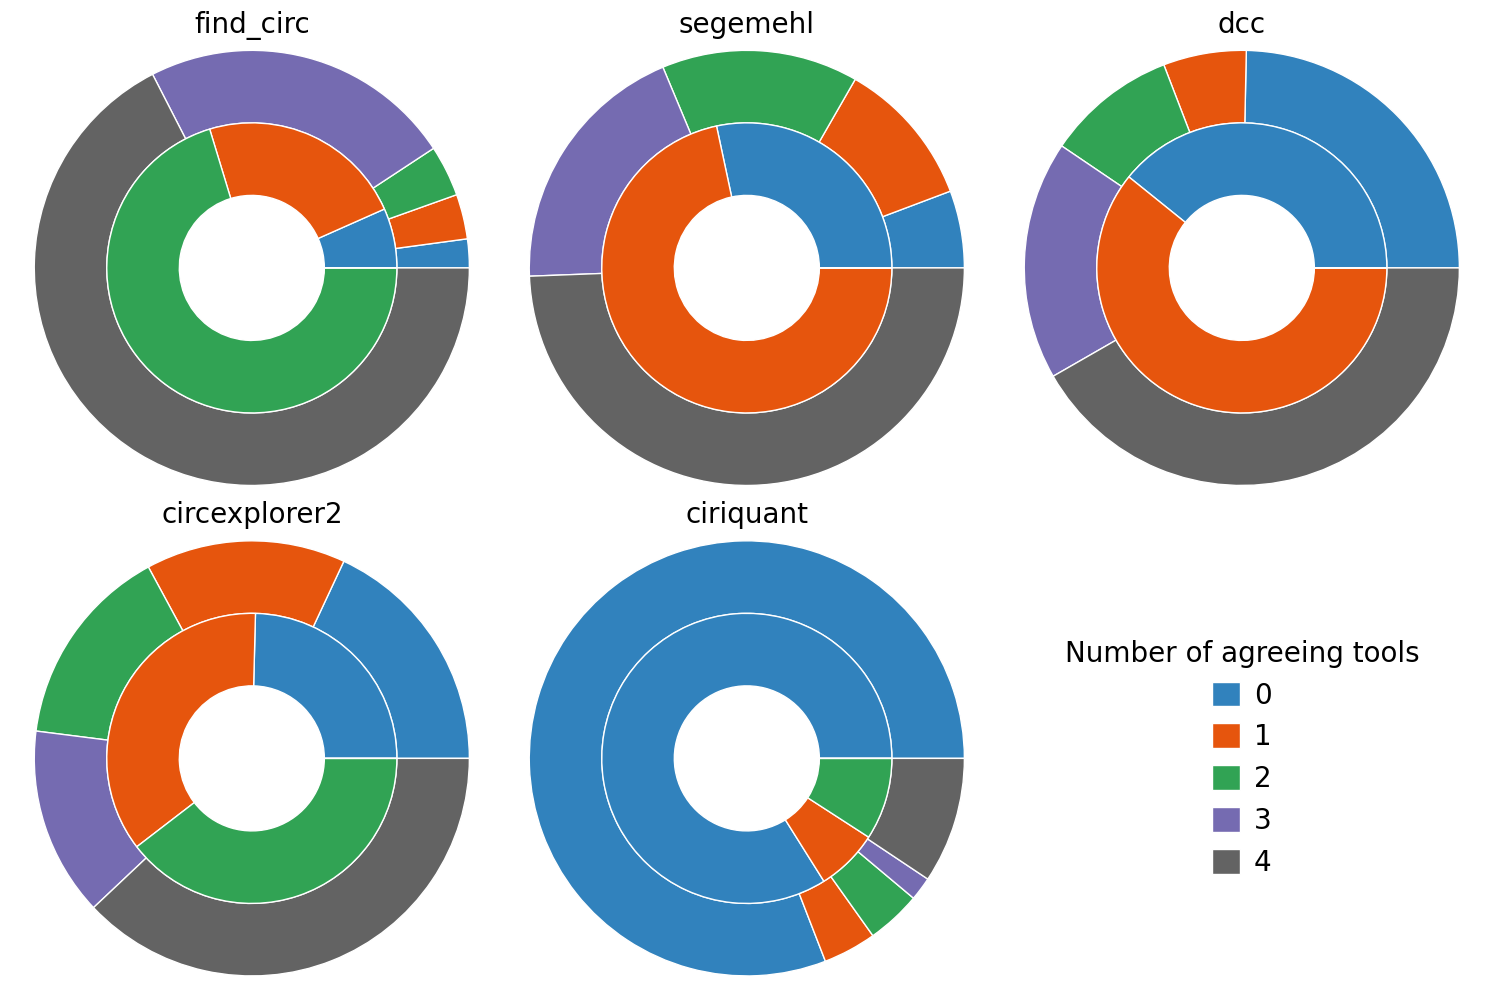 find_circ
segemehl
dcc
circexplorer2
ciriquant
Number of agreeing tools
0
1
2
3
4